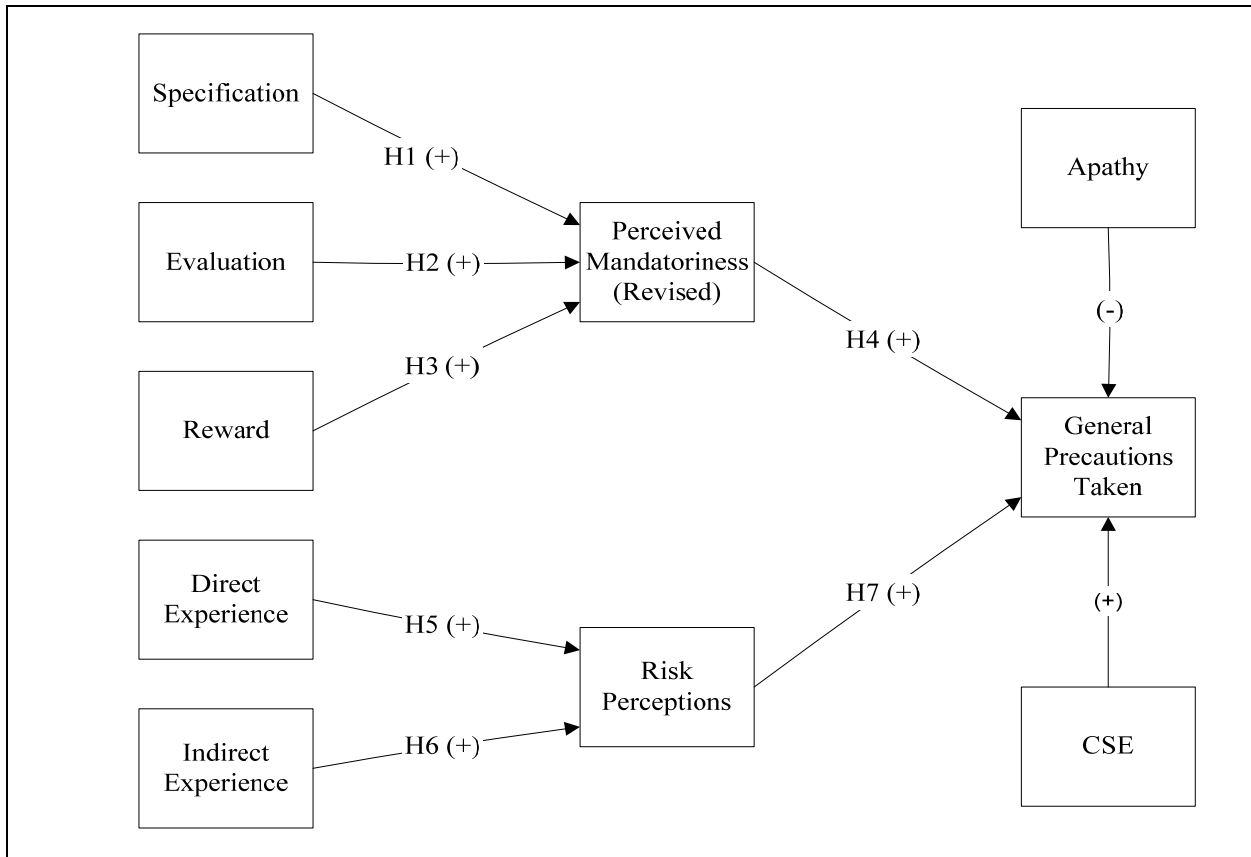 Specification
H1 (+)
Evaluation
H2 (+)
Reward
H3 (+)
Perceived
Mandatoriness
(Revised)
H4 (+)
Apathy
(-)
General
Precautions
Taken
Direct
Experience
H5 (+)
Indirect
Experience
H6 (+)
Risk
Perceptions
H7 (+)
(+)
CSE